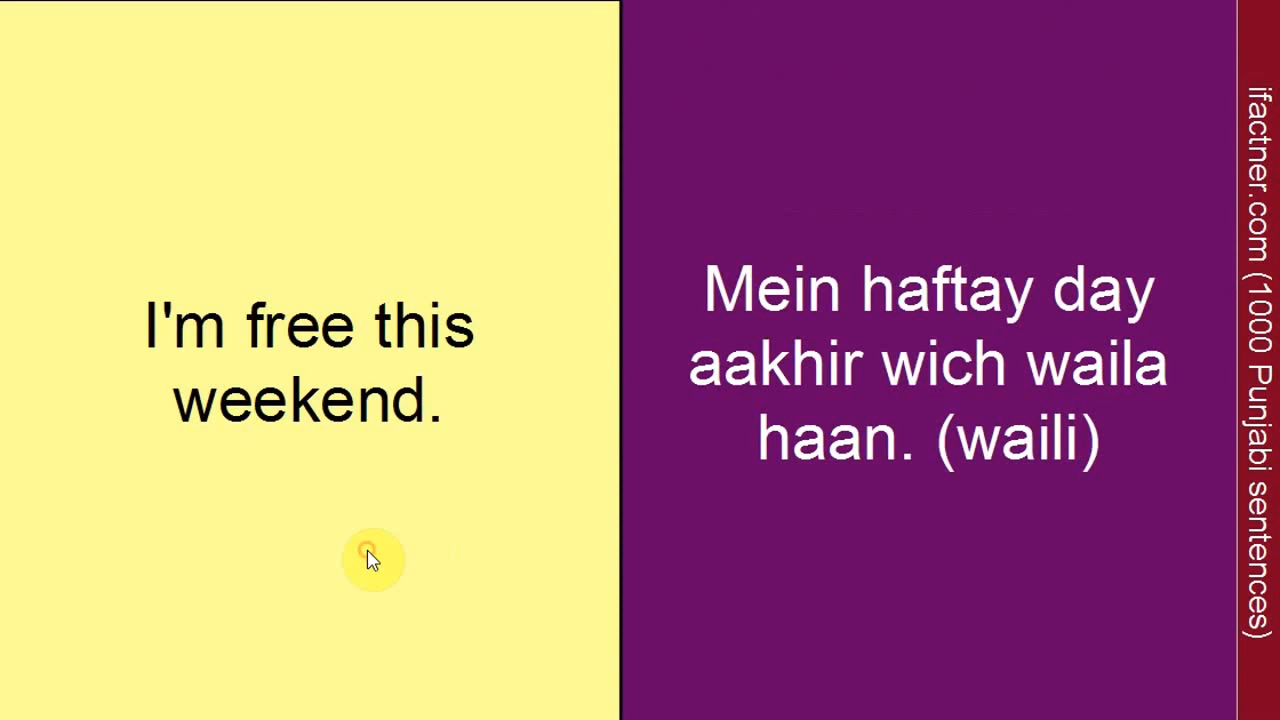 I'm free this
weekend.
Mein haftay day
aakhir wich waila
haan. (waili)
ifactner.com (1000 Punjabi sentences)